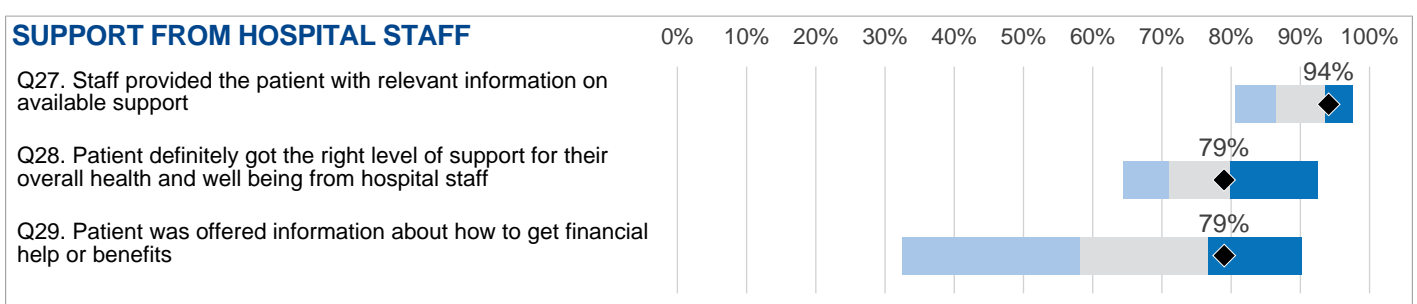 SUPPORT FROM HOSPITAL STAFF
0% 10% 20% 30% 40% 50% 60% 70% 80% 90% 100%
Q27. Staff provided the patient with relevant information on
available support
94%
Q28. Patient definitely got the right level of support for their
overall health and well being from hospital staff
79%
Q29. Patient was offered information about how to get financial
help or benefits
79%